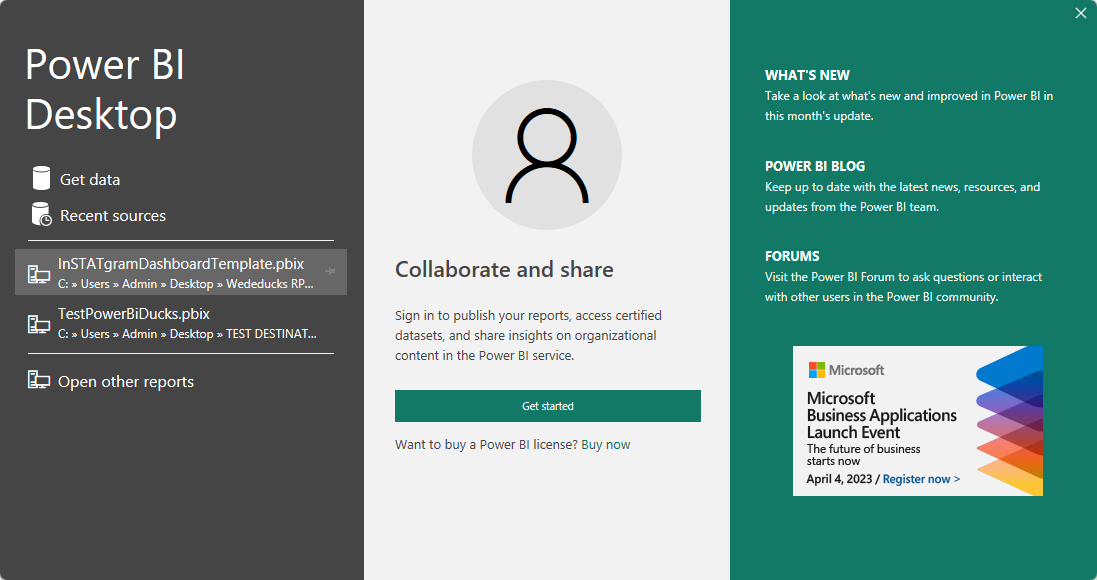 Power BI
Desktop
Get data
Recent sources
InSTATgramDashboardTemplate.pbix
C: » Users » Admin » Desktop » Wededucks RP...
TestPowerBiDucks.pbix
C: » Users » Admin » Desktop » TEST DESTINAT...
Open other reports
Collaborate and share
Sign in to publish your reports, access certified
datasets, and share insights on organizational
content in the Power BI service.
Get started
Want to buy a Power BI license? Buy now
WHAT'S NEW
Take a look at what's new and improved in Power BI in
this month's update.
POWER BI BLOG
Keep up to date with the latest news, resources, and
updates from the Power BI team.
FORUMS
Visit the Power BI Forum to ask questions or interact
with other users in the Power BI community.
Microsoft
Microsoft
Business Applications
Launch Event
The future of business
starts now
April 4, 2023 / Register now >